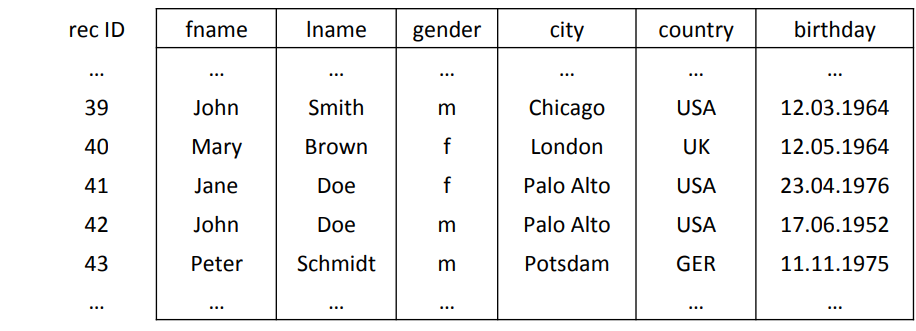 rec ID fname lname gender city country birthday
... ... ... ... ... ... ...
39 John Smith m Chicago USA 12.03.1964
40 Mary Brown f London UK 12.05.1964
41 Jane Doe f Palo Alto USA 23.04.1976
42 John Doe m Palo Alto USA 17.06.1952
43 Peter Schmidt m Potsdam GER 11.11.1975
... ... ... ... ... ...